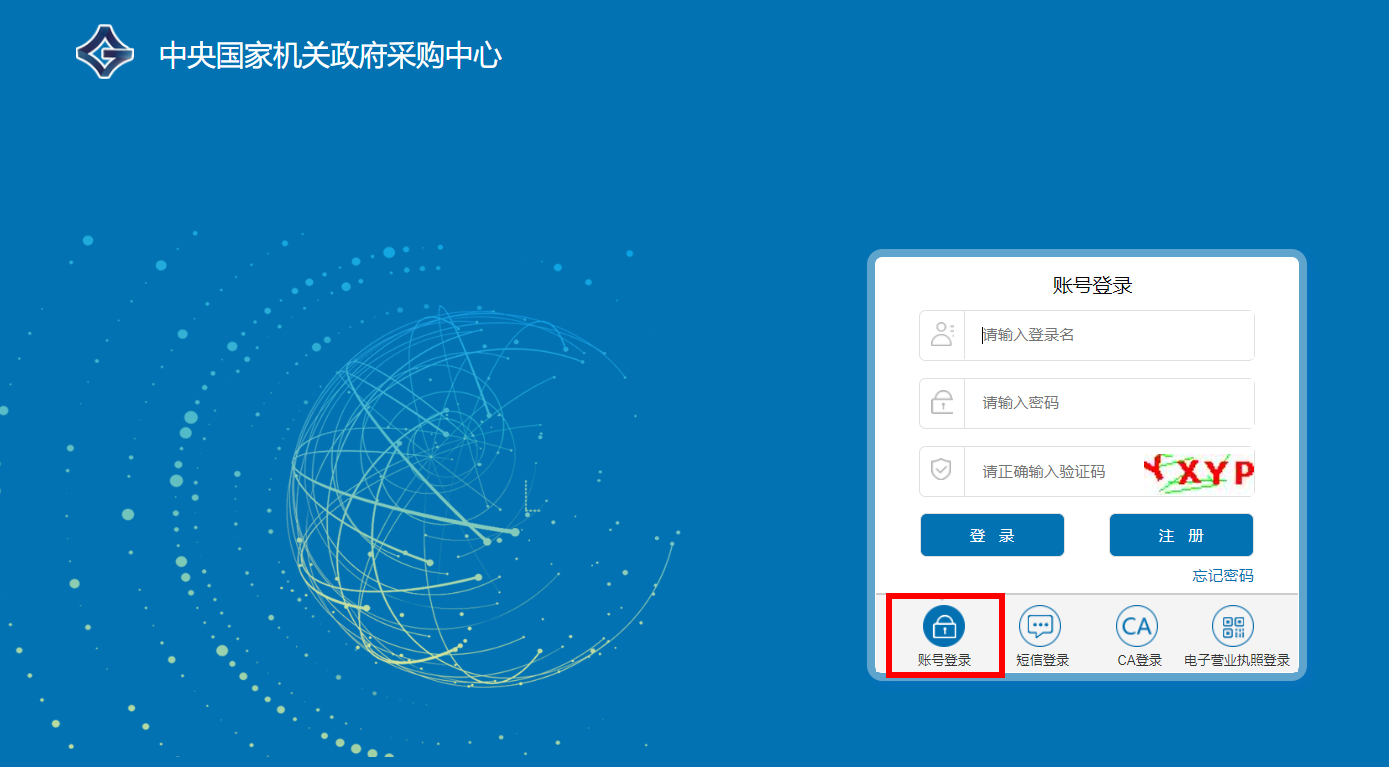 中央国家机关政府采购中心
账号登录
请输入登录名
请输入密码
请正确输入验证码
YXYP
登 录
注 册
忘记密码
账号登录
短信登录
CA
CA登录
电子营业执照登录